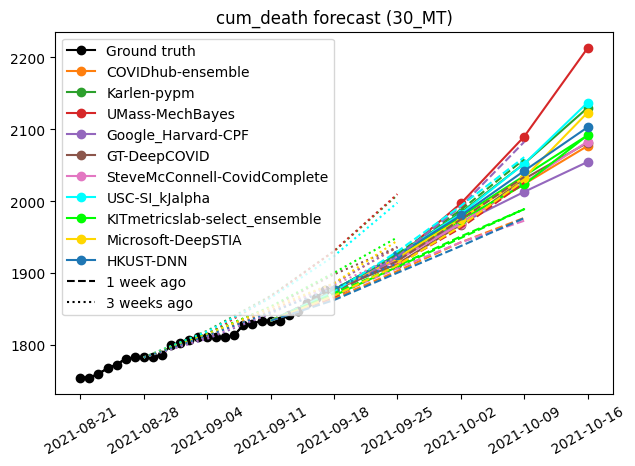 cum_death forecast (30_MT)
2200
2100
2000
1900
1800
Ground truth
COVIDhub-ensemble
Karlen-pypm
UMass-MechBayes
Google_Harvard-CPF
GT-DeepCOVID
SteveMcConnell-CovidComplete
USC-SI_kJalpha
KITmetricslab-select_ensemble
Microsoft-DeepSTIA
HKUST-DNN
1 week ago
3 weeks ago
2021-08-21
2021-08-28
2021-09-04
2021-09-11
2021-09-18
2021-09-25
2021-10-02
2021-10-09
2021-10-16